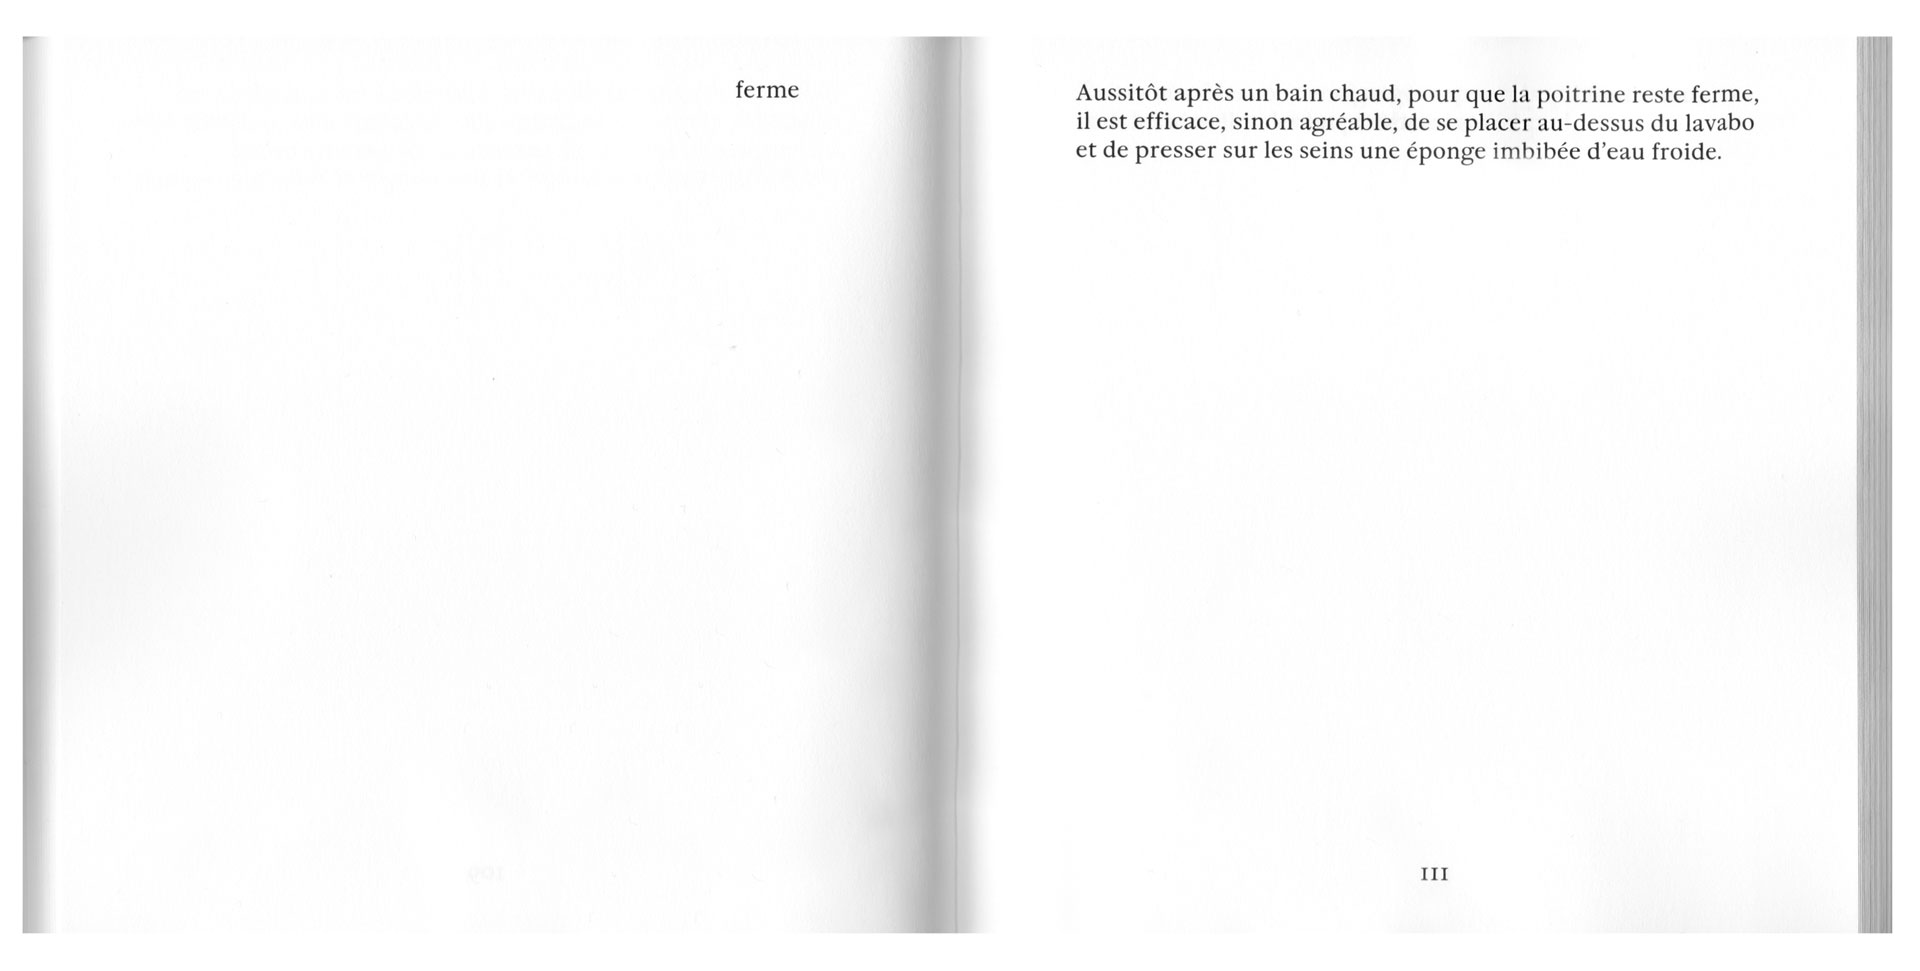 ferme
Aussitôt après un bain chaud, pour que la poitrine reste ferme,
il est efficace, sinon agréable, de se placer au-dessus du lavabo
et de presser sur les seins une éponge imbibée d’eau froide.
111